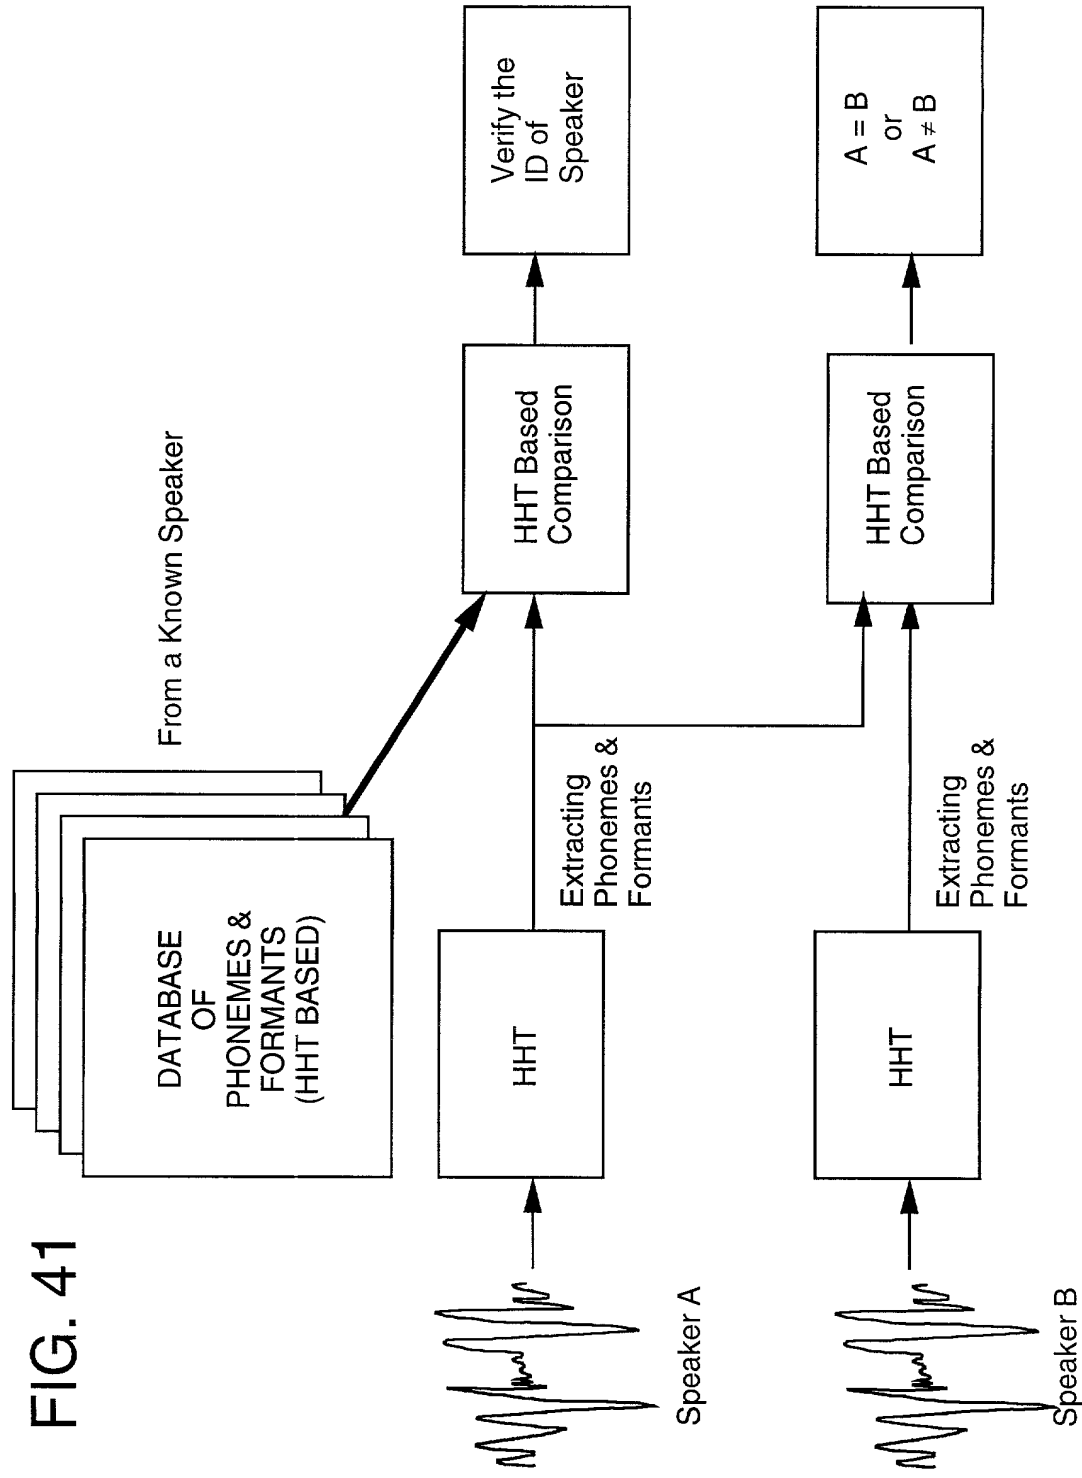 FIG. 41
DATABASE
OF
PHONEMES &
FORMANTS
(HHT BASED)
From a Known Speaker
Speaker A
HHT
Extracting
Phonemes &
Formants
HHT Based
Comparison
Verify the
ID of
Speaker
Speaker B
HHT
Extracting
Phonemes &
Formants
HHT Based
Comparison
A = B
or
A ≠ B